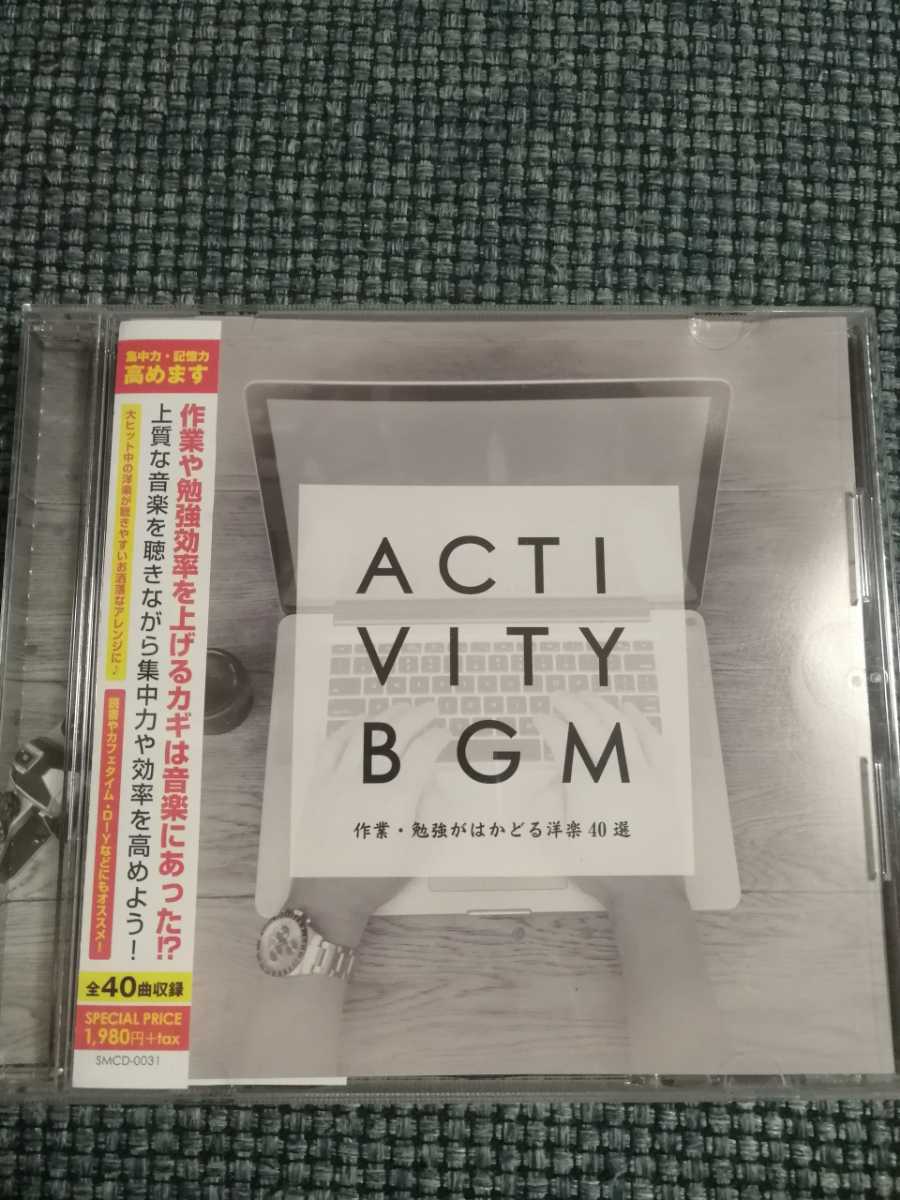 集中力・記憶力
高めます
作業や勉強効率を上げるカギは音楽にあった!?
上質な音楽を聴きながら集中力や効率を高めよう！
大ヒット中の洋楽が聴きやすいお洒落なアレンジに♪
読書やカフェタイム・DIYなどにもオススメー
全40曲収録
SPECIAL PRICE
1,980円+tax
SMCD-0031
ACTI
VITY
BGM
作業・勉強がはかどる洋楽40選